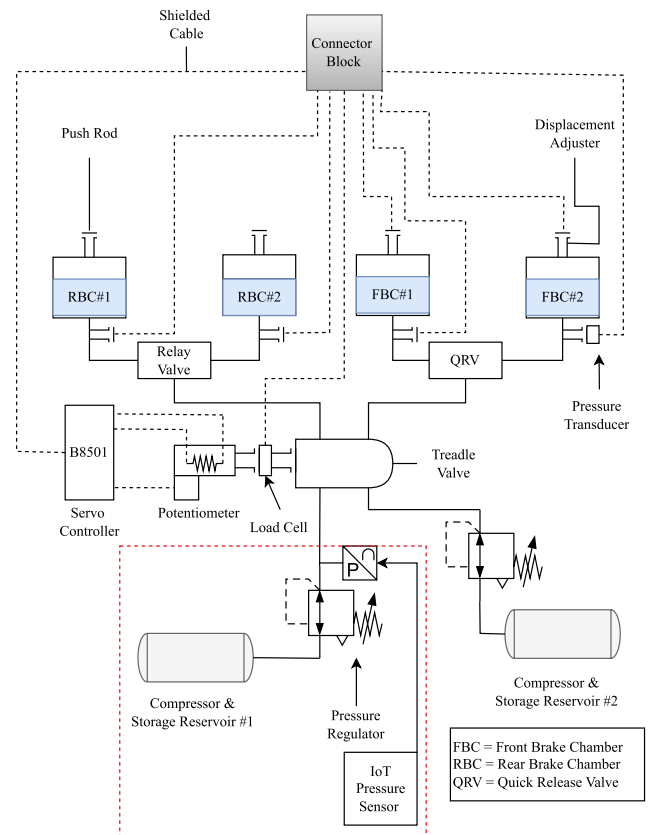 Shielded
Cable
Connector
Block
Push Rod
Displacement
Adjuster
RBC#1
RBC#2
FBC#1
FBC#2
Relay
Valve
QRV
Pressure
Transducer
B8501
Servo
Controller
Potentiometer
Load Cell
Treadle
Valve
P
Compressor &
Storage Reservoir #1
Pressure
Regulator
IoT
Pressure
Sensor
Compressor &
Storage Reservoir #2
FBC = Front Brake Chamber
RBC = Rear Brake Chamber
QRV = Quick Release Valve